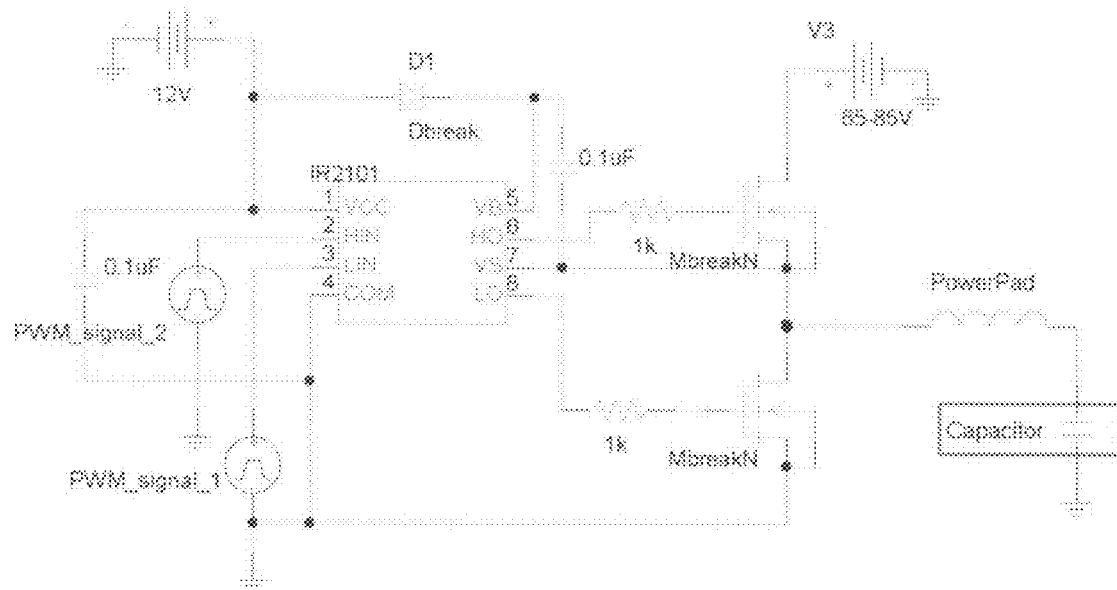 V3
12V
D1
Dbreak
65-85V
0.1uF
IR2101
1 VCC VB 5
2 HIN HO 6
3 LIN VS 7
4 COM LO 8
1k
MbreakN
0.1uF
PWM_signal_2
PowerPad
1k
MbreakN
Capacitor
PWM_signal_1